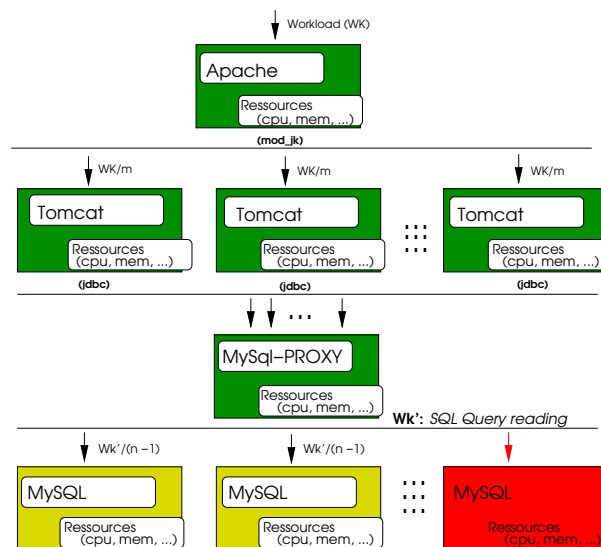 Workload (WK)
Apache
Ressources
(cpu, mem, ...)
(mod_jk)
WK/m
WK/m
WK/m
Tomcat
Tomcat
Tomcat
Ressources
(cpu, mem, ...)
Ressources
(cpu, mem, ...)
Ressources
(cpu, mem, ...)
(jdbc)
(jdbc)
(jdbc)
...
MySql-PROXY
Ressources
(cpu, mem, ...)
Wk': SQL Query reading
Wk'/(n -1)
Wk'/(n -1)
MySQL
MySQL
MySQL
Ressources
(cpu, mem, ...)
Ressources
(cpu, mem, ...)
Ressources
(cpu, mem, ...)